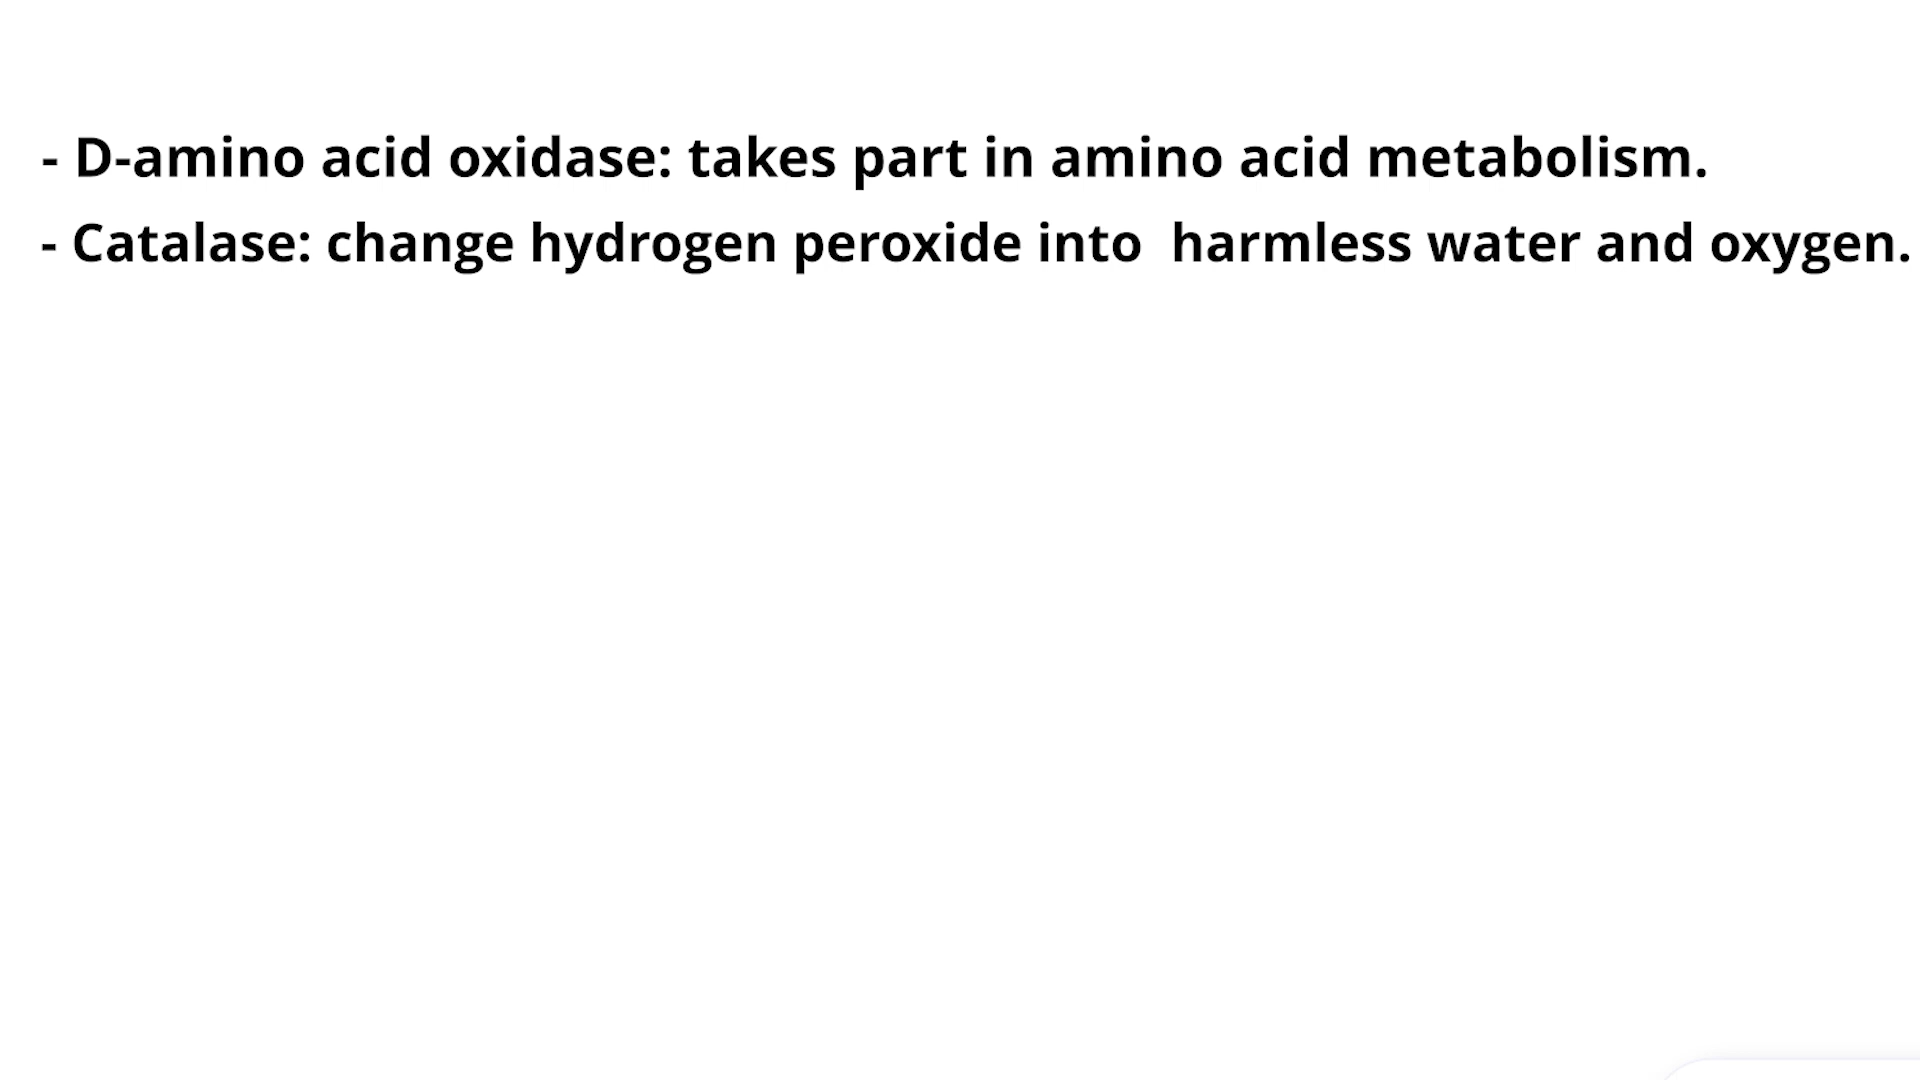 - D-amino acid oxidase: takes part in amino acid metabolism.
- Catalase: change hydrogen peroxide into  harmless water and oxygen.